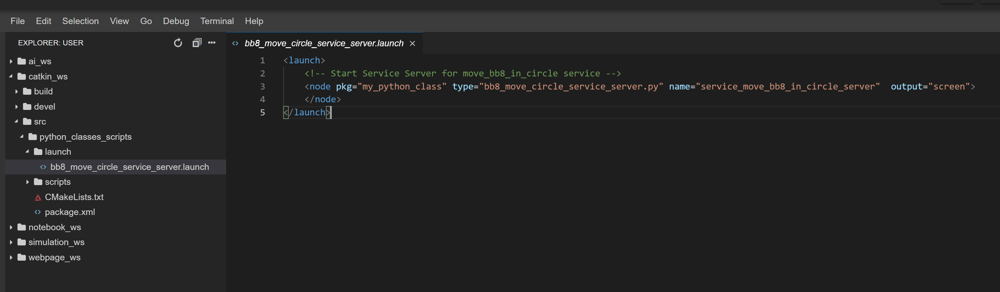 File Edit Selection View Go Debug Terminal Help
EXPLORER: USER
ai_ws
catkin_ws
build
devel
src
python_classes_scripts
launch
bb8_move_circle_service_server.launch
scripts
CMakeLists.txt
package.xml
notebook_ws
simulation_ws
webpage_ws
bb8_move_circle_service_server.launch
1 <launch>
2 <!-- Start Service Server for move_bb8_in_circle service -->
3 <node pkg="my_python_class" type="bb8_move_circle_service_server.py" name="service_move_bb8_in_circle_server"  output="screen">
4 </node>
5 </launch>